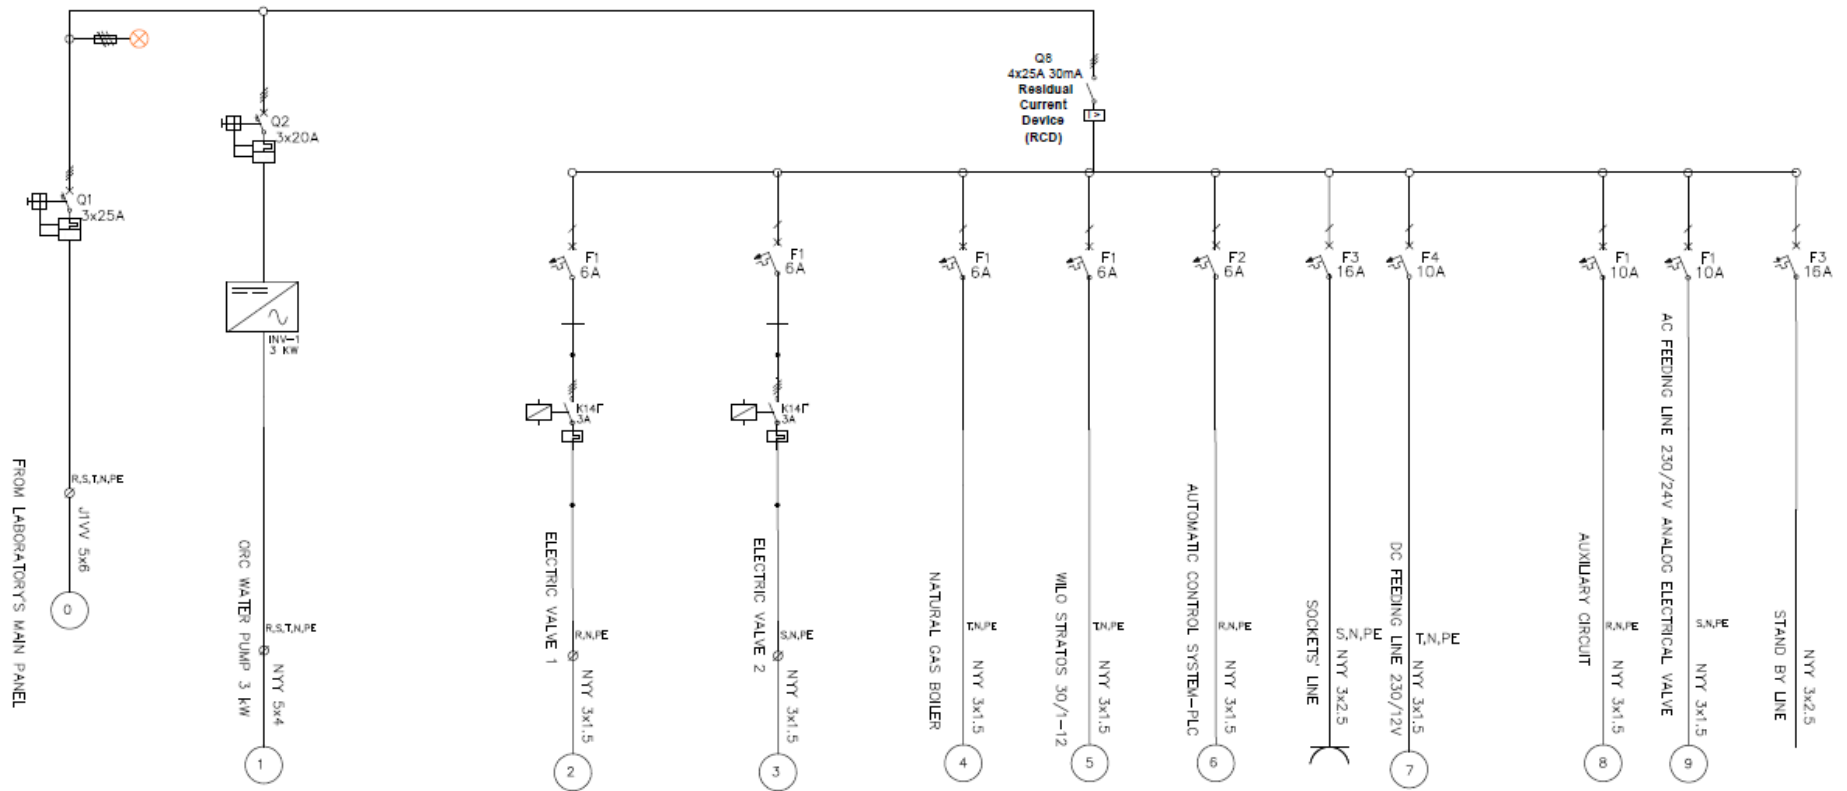 Q8
4x25A 30mA
Residual
Current
Device
(RCD)
Q2
3x20A
Q1
3x25A
INV-1
3 KW
F1
6A
F1
6A
F1
6A
F1
6A
F2
6A
F3
16A
F4
10A
F1
10A
F1
10A
F3
16A
K14Γ
3A
K14Γ
3A
FROM LABORATORY'S MAIN PANEL
R,S,T,N,PE
J1VV 5x6
0
ORC WATER PUMP 3 kW
R,S,T,N,PE
NYY 5x4
1
ELECTRIC VALVE 1
R,N,PE
NYY 3x1.5
2
ELECTRIC VALVE 2
S,N,PE
NYY 3x1.5
3
NATURAL GAS BOILER
T,N,PE
NYY 3x1.5
4
WILO STRATOS 30/1-12
T,N,PE
NYY 3x1.5
5
AUTOMATIC CONTROL SYSTEM-PLC
R,N,PE
NYY 3x1.5
6
SOCKETS' LINE
S,N,PE
NYY 3x2.5
DC FEEDING LINE 230/12V
T,N,PE
NYY 3x1.5
7
AUXILIARY CIRCUIT
R,N,PE
NYY 3x1.5
8
AC FEEDING LINE 230/24V ANALOG ELECTRICAL VALVE
S,N,PE
NYY 3x1.5
9
STAND BY LINE
NYY 3x2.5